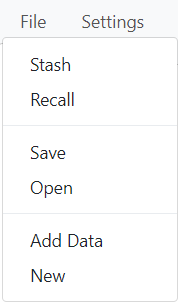 File Settings
Stash
Recall
Save
Open
Add Data
New